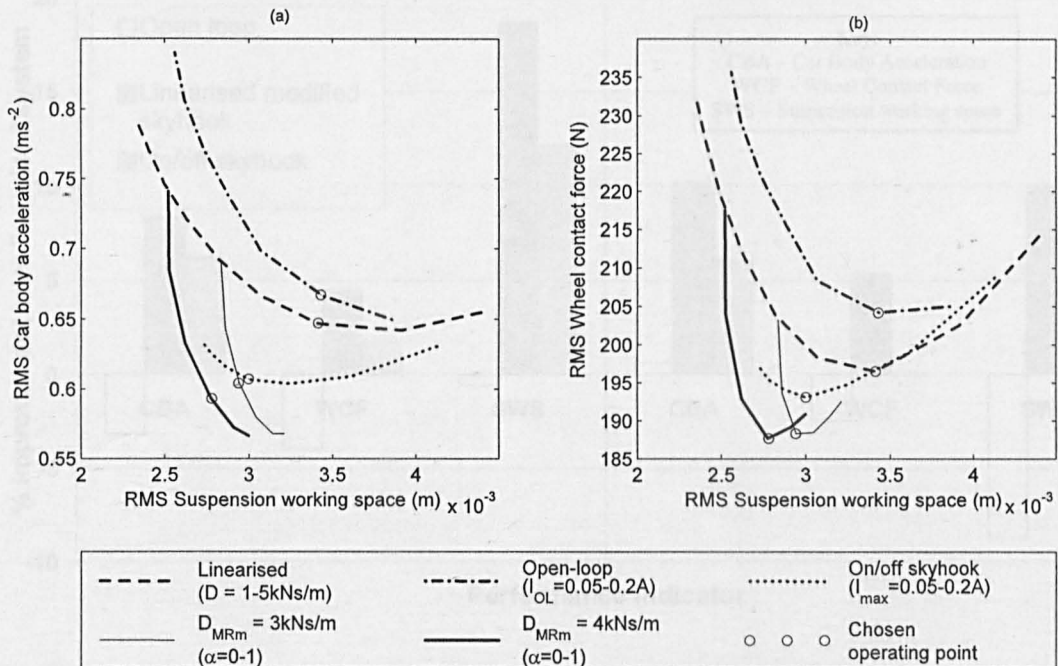 (a)
(b)
RMS Car body acceleration (ms⁻²)
0.8
0.75
0.7
0.65
0.6
0.55
2
2.5
3
3.5
4
RMS Suspension working space (m)
x 10⁻³
RMS Wheel contact force (N)
235
230
225
220
215
210
205
200
195
190
185
2
2.5
3
3.5
4
RMS Suspension working space (m)
x 10⁻³
Linearised
(D = 1-5kNs/m)
Open-loop
(I_OL=0.05-0.2A)
On/off skyhook
(I_max=0.05-0.2A)
D_MRm = 3kNs/m
(α=0-1)
D_MRm = 4kNs/m
(α=0-1)
Chosen
operating point